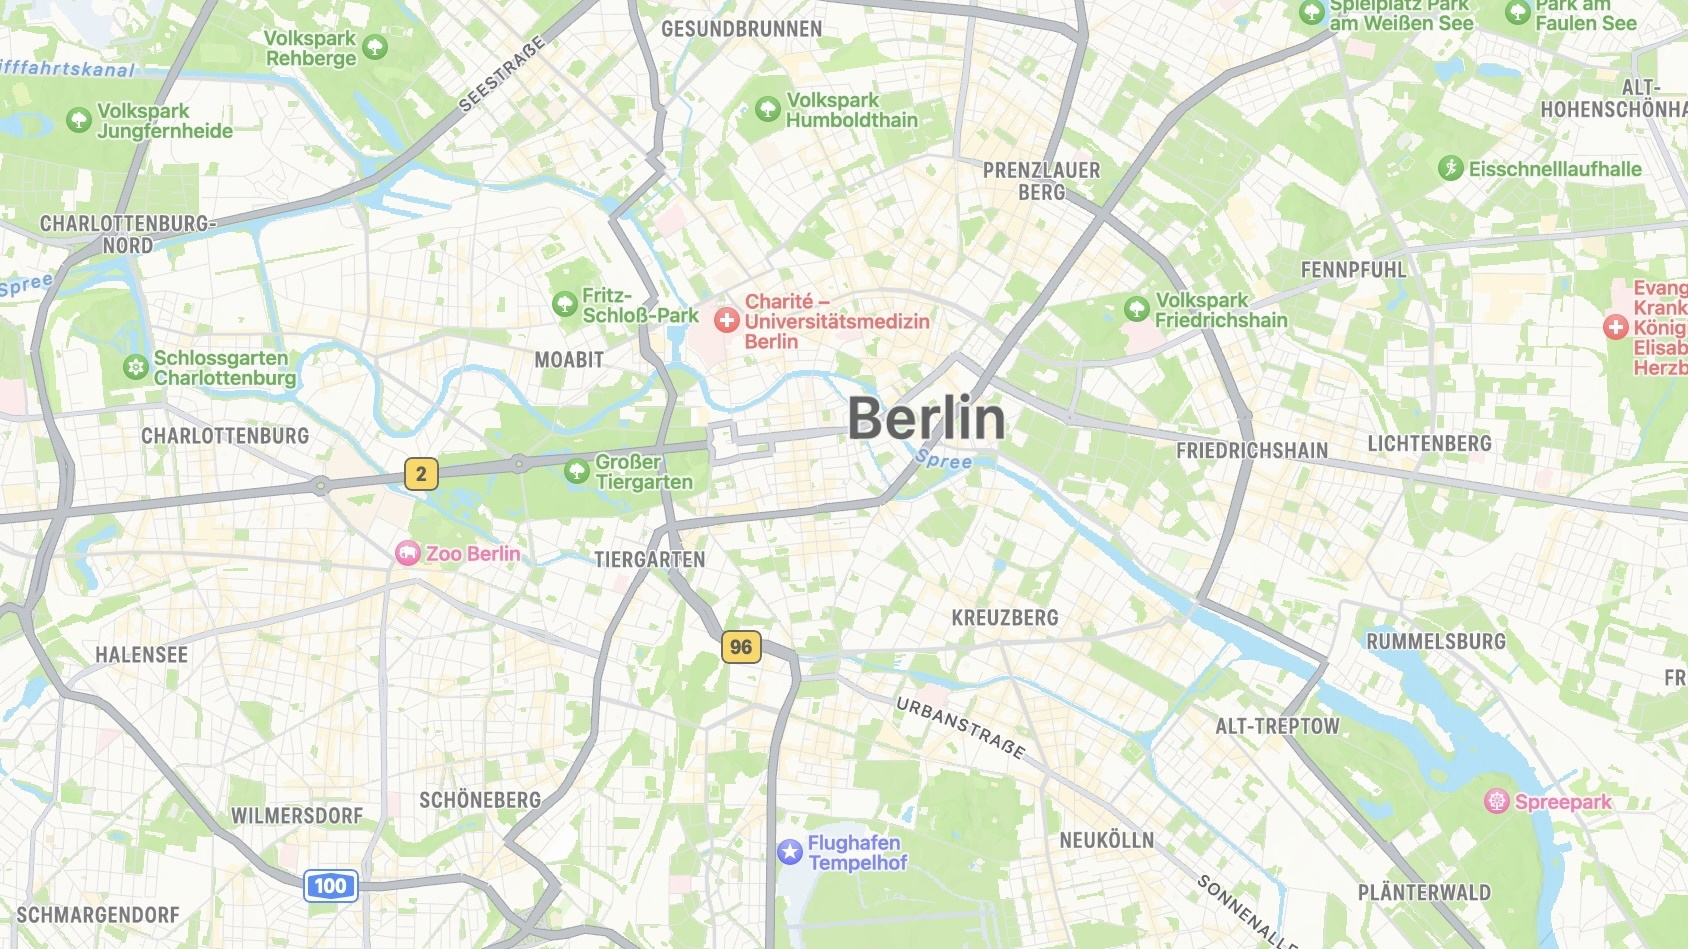 Spielplatz Park
am Weißen See
Park am
Faulen See
GESUNDBRUNNEN
Volkspark
Rehberge
SEESTRAẞE
ifffahrtskanal
ALT-
HOHENSCHÖNHA
Volkspark
Jungfernheide
Volkspark
Humboldthain
Eisschnelllaufhalle
PRENZLAUER
BERG
CHARLOTTENBURG-
NORD
FENNPFUHL
Spree
Fritz-
Schloß-Park
Charité –
Universitätsmedizin
Berlin
Volkspark
Friedrichshain
Evang
Krank
König
Elisab
Herzb
MOABIT
Schlossgarten
Charlottenburg
Berlin
CHARLOTTENBURG
FRIEDRICHSHAIN
LICHTENBERG
Spree
2
Großer
Tiergarten
Zoo Berlin
TIERGARTEN
KREUZBERG
96
HALENSEE
RUMMELSBURG
FR
URBANSTRAẞE
ALT-TREPTOW
SCHÖNEBERG
WILMERSDORF
Spreepark
NEUKÖLLN
Flughafen
Tempelhof
100
PLÄNTERWALD
SCHMARGENDORF
SONNENALLE